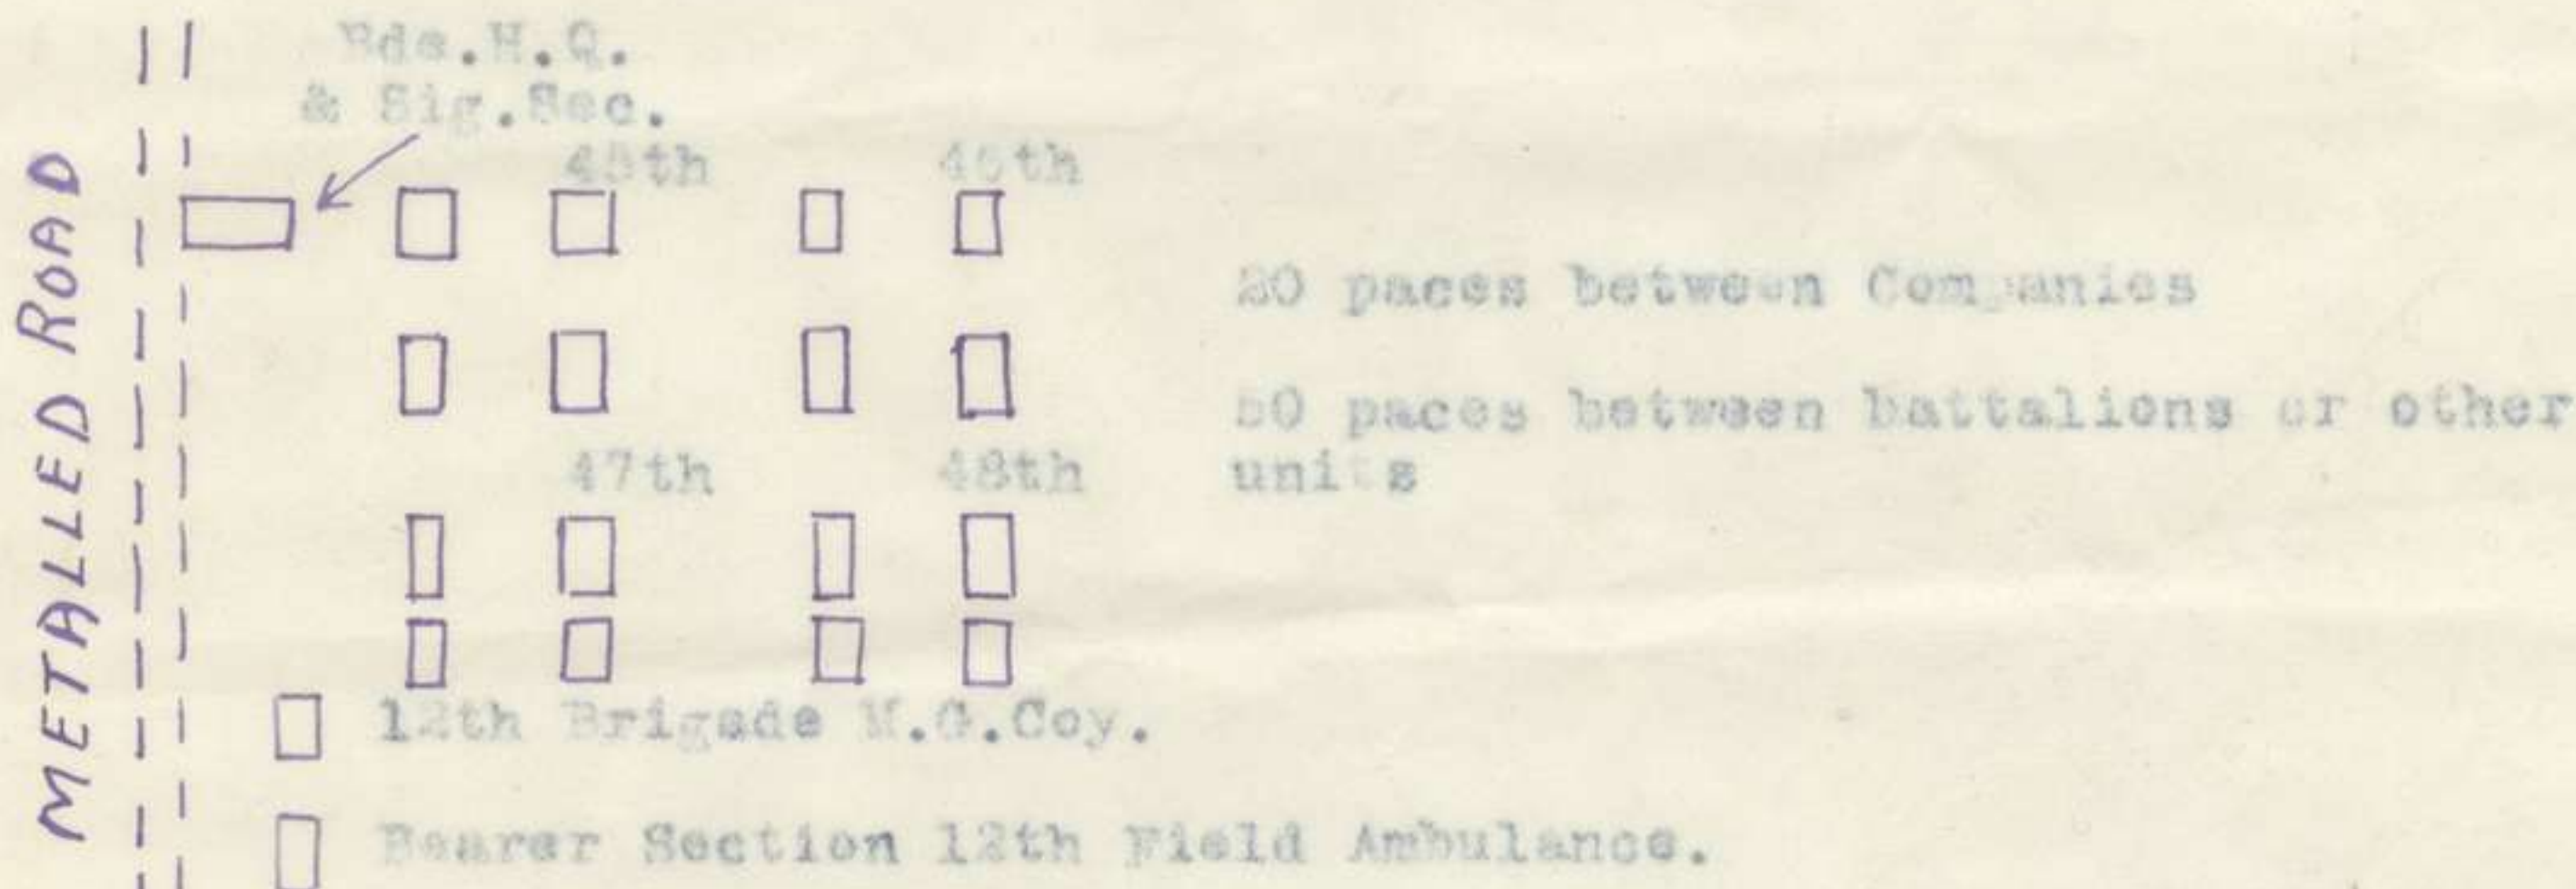 Bde.H.Q.
& Sig.Sec.
45th 46th
METALLED ROAD
20 paces between Companies
50 paces between battalions or other
units
47th 48th
12th Brigade M.G.Coy.
Bearer Section 12th Field Ambulance.